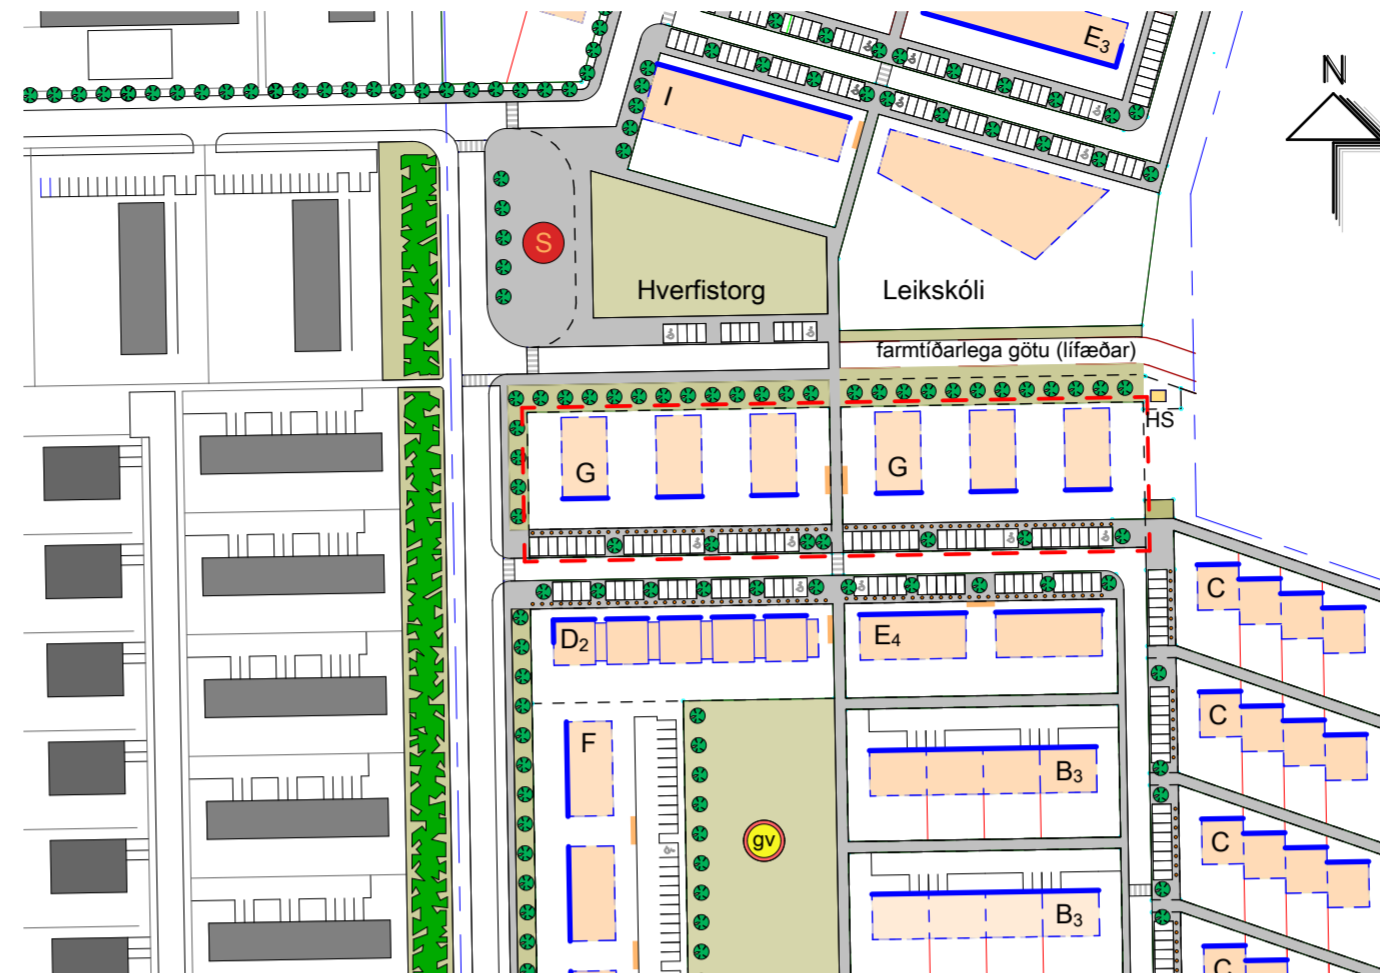 E3
N
I
S
Hverfistorg
Leikskóli
farmtíðarlega götu (lífæðar)
HS
G
G
C
D2
E4
C
F
B3
C
gv
B3
C